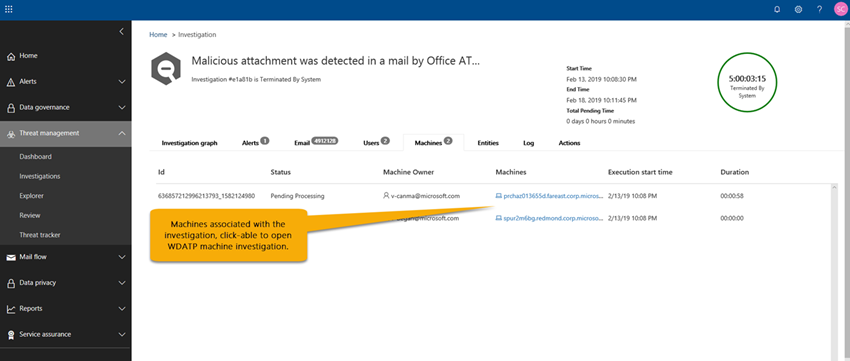 SC
Home > Investigation
Malicious attachment was detected in a mail by Office AT...
Investigation #e1a81b is Terminated By System
Start Time
Feb 13, 2019 10:08:30 PM
End Time
Feb 18, 2019 10:11:45 PM
Total Pending Time
0 days 0 hours 0 minutes
5:00:03:15
Terminated By
System
Home
Alerts
Data governance
Threat management
Dashboard
Investigations
Explorer
Review
Threat tracker
Mail flow
Data privacy
Reports
Service assurance
Investigation graph Alerts 1 Email 4912128 Users 2 Machines 2 Entities Log Actions
Id Status Machine Owner Machines Execution start time Duration
636857212996213793_1582124980 Pending Processing v-canma@microsoft.com prchaz013655d.fareast.corp.micros... 2/13/19 10:08 PM 00:00:58
@microsoft.com spur2m6bg.redmond.corp.micros... 2/13/19 10:08 PM 00:00:00
Machines associated with the
investigation, click-able to open
WDATP machine investigation.